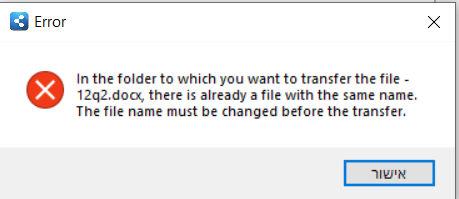 Error
In the folder to which you want to transfer the file -
12q2.docx, there is already a file with the same name.
The file name must be changed before the transfer.
אישור